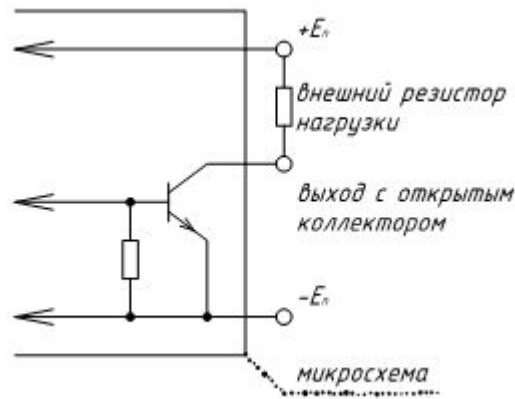 +Eп
внешний резистор
нагрузки
выход с открытым
коллектором
-Eп
микросхема